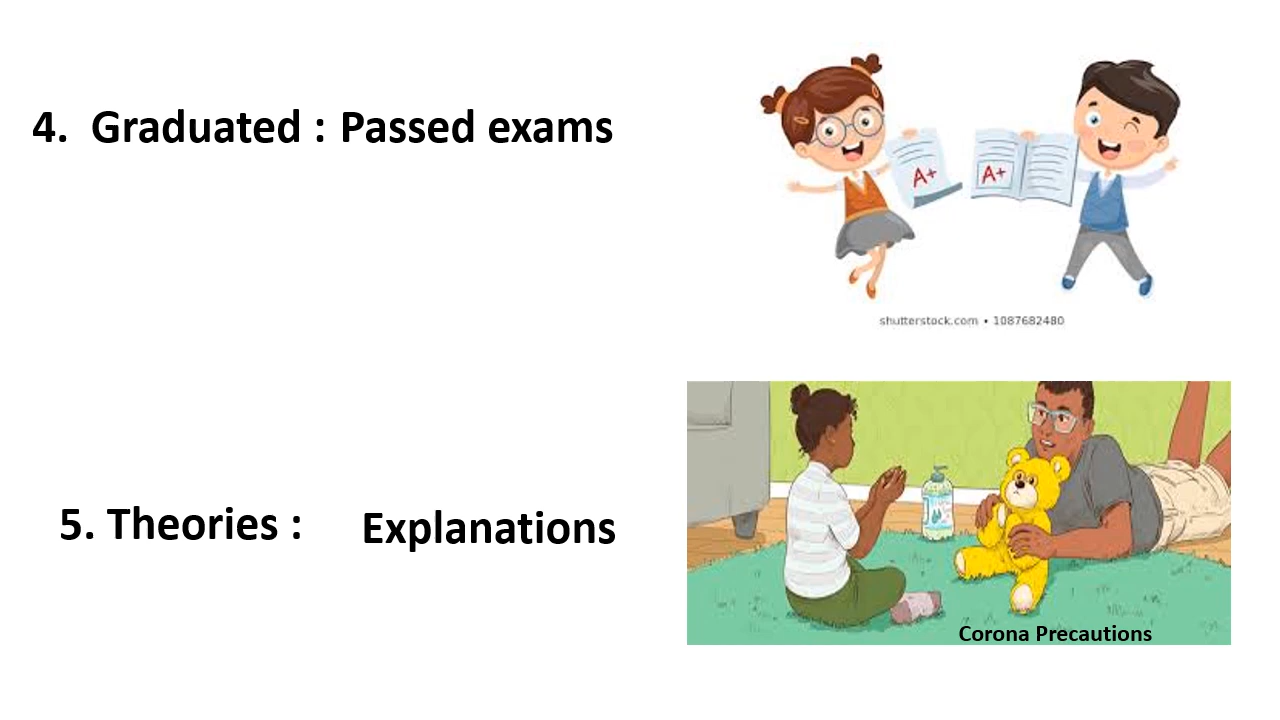 4. Graduated : Passed exams
A+
A+
shutterstock.com • 1087682480
5. Theories : Explanations
Corona Precautions